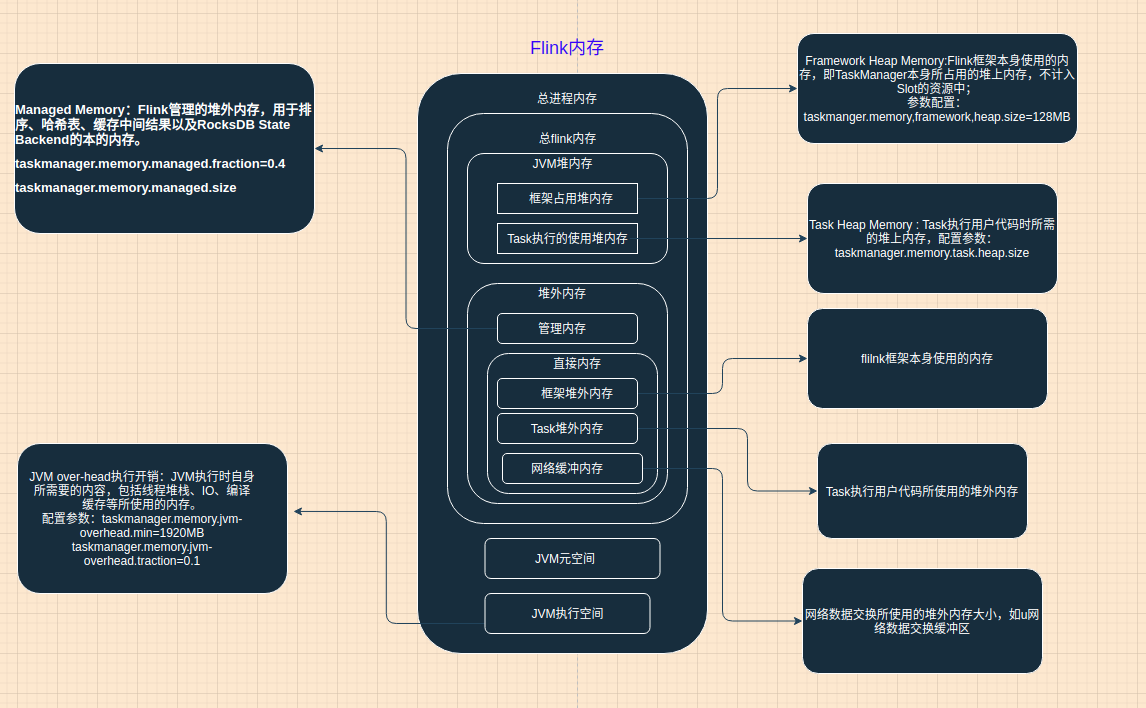 Flink内存
总进程内存
总flink内存
JVM堆内存
框架占用堆内存
Task执行的使用堆内存
堆外内存
管理内存
直接内存
框架堆外内存
Task堆外内存
网络缓冲内存
JVM元空间
JVM执行空间
Managed Memory：Flink管理的堆外内存，用于排
序、哈希表、缓存中间结果以及RocksDB State
Backend的本的内存。
taskmanager.memory.managed.fraction=0.4
taskmanager.memory.managed.size
JVM over-head执行开销：JVM执行时自身
所需要的内容，包括线程堆栈、IO、编译
缓存等所使用的内存。
配置参数：taskmanager.memory.jvm-
overhead.min=1920MB
taskmanager.memory.jvm-
overhead.traction=0.1
Framework Heap Memory:Flink框架本身使用的内
存，即TaskManager本身所占用的堆上内存，不计入
Slot的资源中；
参数配置：
taskmanger.memory,framework,heap.size=128MB
Task Heap Memory : Task执行用户代码时所需
的堆上内存，配置参数：
taskmanager.memory.task.heap.size
flilnk框架本身使用的内存
Task执行用户代码所使用的堆外内存
网络数据交换所使用的堆外内存大小，如u网
络数据交换缓冲区